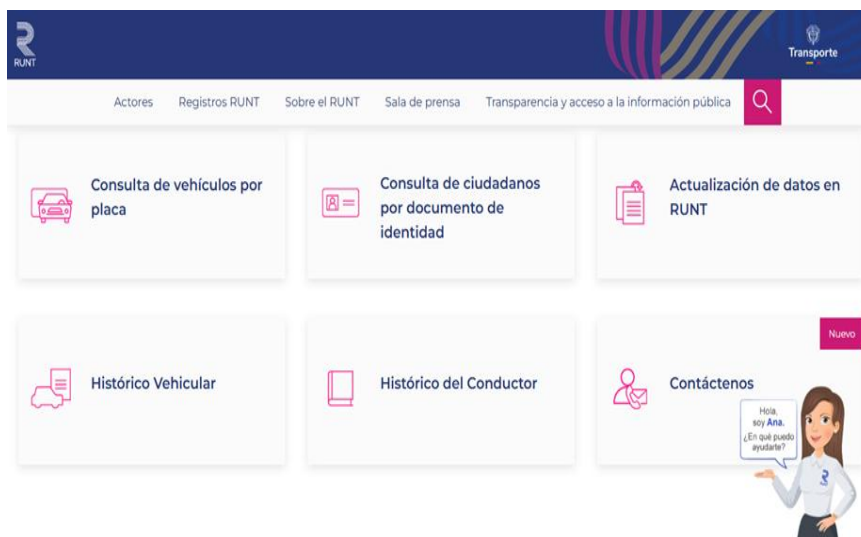 RUNT
Transporte
Actores Registros RUNT Sobre el RUNT Sala de prensa Transparencia y acceso a la información pública
Consulta de vehículos por
placa
Consulta de ciudadanos
por documento de
identidad
Actualización de datos en
RUNT
Histórico Vehicular
Histórico del Conductor
Nuevo
Contáctenos
Hola,
soy Ana.
¿En qué puedo
ayudarte?